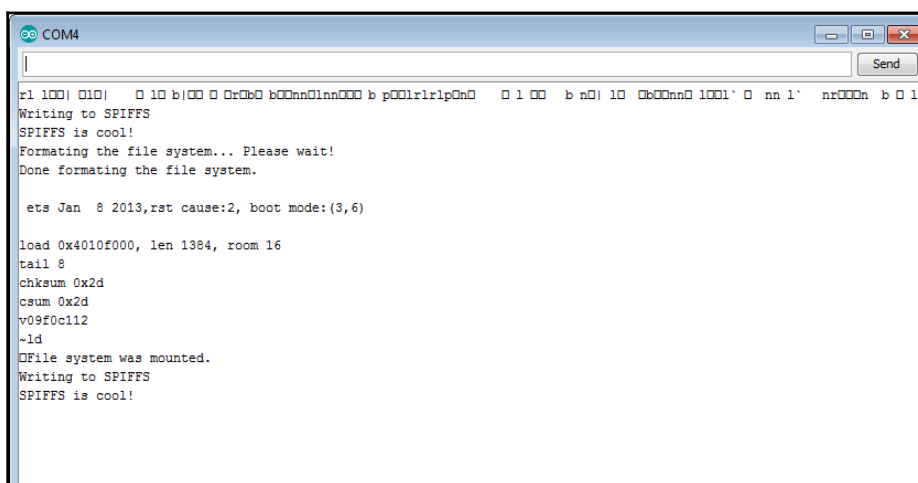 COM4
Send
Writing to SPIFFS
SPIFFS is cool!
Formating the file system... Please wait!
Done formating the file system.
ets Jan 8 2013,rst cause:2, boot mode:(3,6)
load 0x4010f000, len 1384, room 16
tail 8
chksum 0x2d
csum 0x2d
v09f0c112
~ld
File system was mounted.
Writing to SPIFFS
SPIFFS is cool!